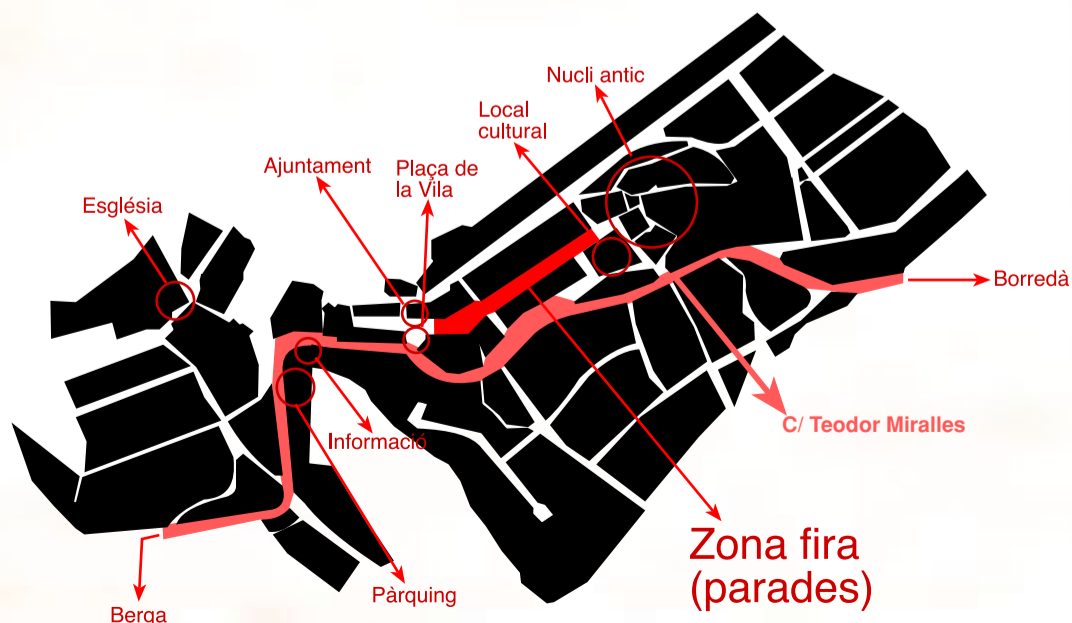 Nucli antic
Local
cultural
Ajuntament
Plaça de
la Vila
Església
Borredà
C/ Teodor Miralles
Informació
Zona fira
(parades)
Pàrquing
Berga